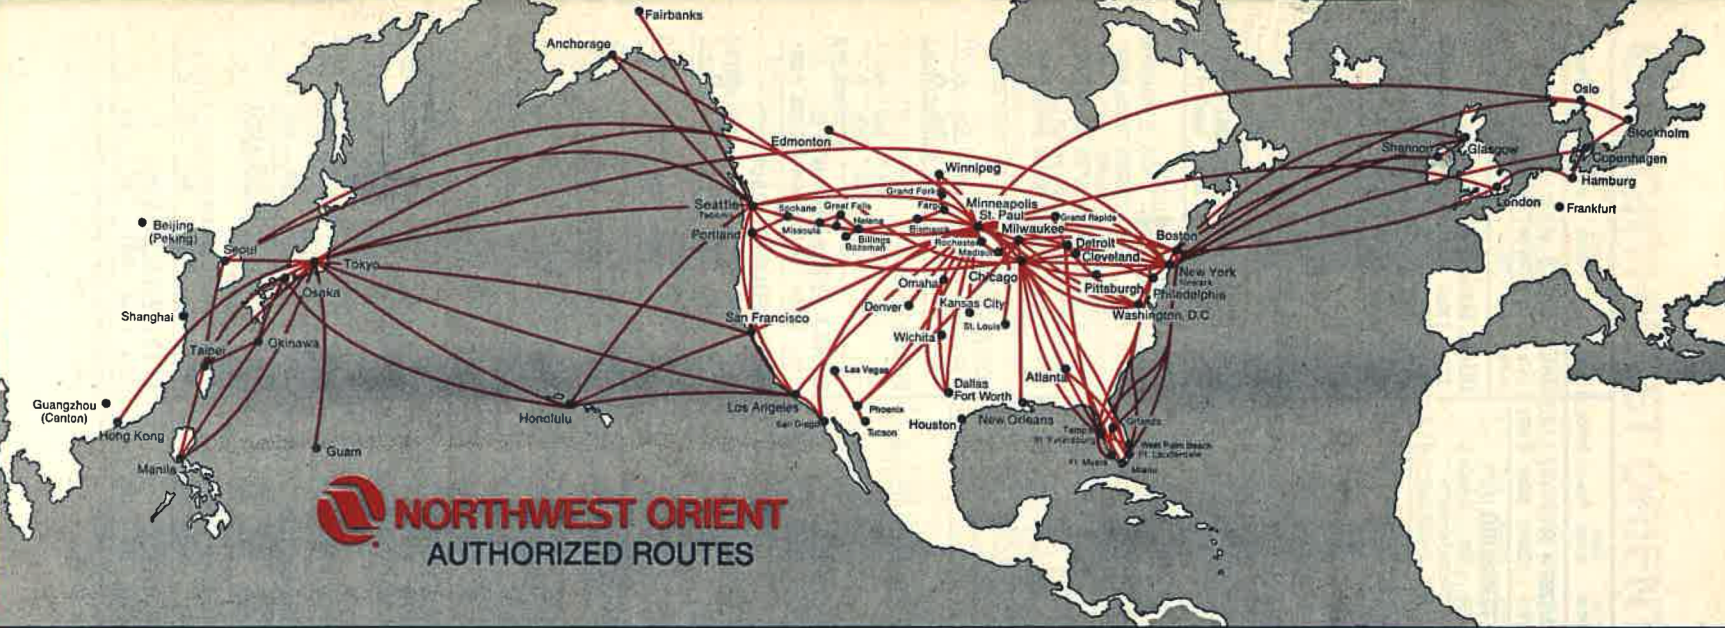 Fairbanks
Anchorage
Edmonton
Winnipeg
Grand Forks
Fargo
Bismarck
Minneapolis
St. Paul
Milwaukee
Rochester
Madison
Grand Rapids
Detroit
Cleveland
Chicago
Pittsburgh
Boston
New York
Newark
Philadelphia
Washington, D.C
Seattle
Tacoma
Portland
Spokane
Missoula
Great Falls
Helena
Billings
Bozeman
Omaha
Denver
Kansas City
St. Louis
Wichita
San Francisco
Los Angeles
San Diego
Las Vegas
Phoenix
Tucson
Dallas
Fort Worth
Houston
New Orleans
Atlanta
Tampa
St. Petersburg
Orlando
West Palm Beach
Ft. Lauderdale
Ft. Myers
Miami
Oslo
Stockholm
Shannon
Glasgow
Copenhagen
Hamburg
London
Frankfurt
Beijing
(Peking)
Seoul
Tokyo
Osaka
Shanghai
Taipei
Okinawa
Guangzhou
(Canton)
Hong Kong
Manila
Guam
Honolulu
NORTHWEST ORIENT
AUTHORIZED ROUTES